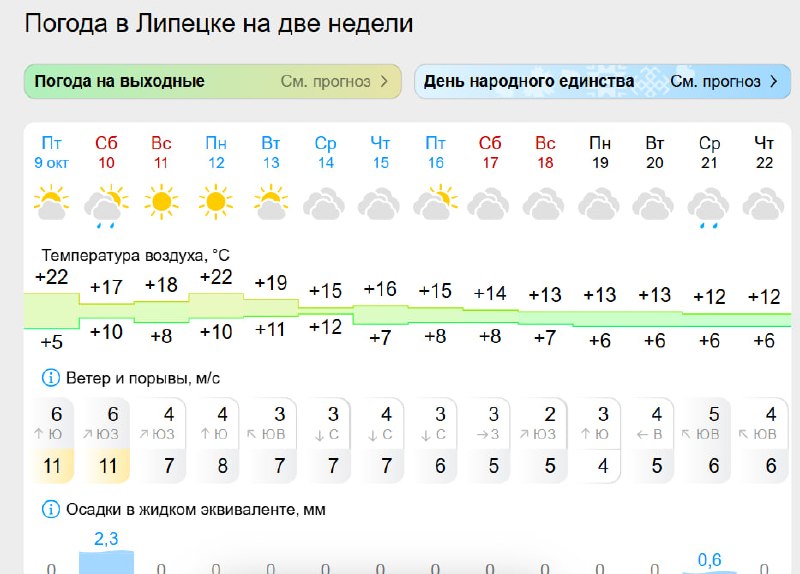 Погода в Липецке на две недели
Погода на выходные См. прогноз > День народного единства См. прогноз >
Пт Сб Вс Пн Вт Ср Чт Пт Сб Вс Пн Вт Ср Чт
9 окт 10 11 12 13 14 15 16 17 18 19 20 21 22
Температура воздуха, °C
+22 +17 +18 +22 +19 +15 +16 +15 +14 +13 +13 +13 +12 +12
+5 +10 +8 +10 +11 +12 +7 +8 +8 +7 +6 +6 +6 +6
Ветер и порывы, м/с
6 6 4 4 3 3 4 3 3 2 3 4 5 4
↑ Ю ↗ ЮЗ ↗ ЮЗ ↑ Ю ↖ ЮВ ↓ С ↓ С ↓ С → З ↗ ЮЗ ↑ Ю ← В ↖ ЮВ ↖ ЮВ
11 11 7 8 7 7 7 6 5 5 4 5 6 6
Осадки в жидком эквиваленте, мм
0 2,3 0 0 0 0 0 0 0 0 0 0 0,6 0